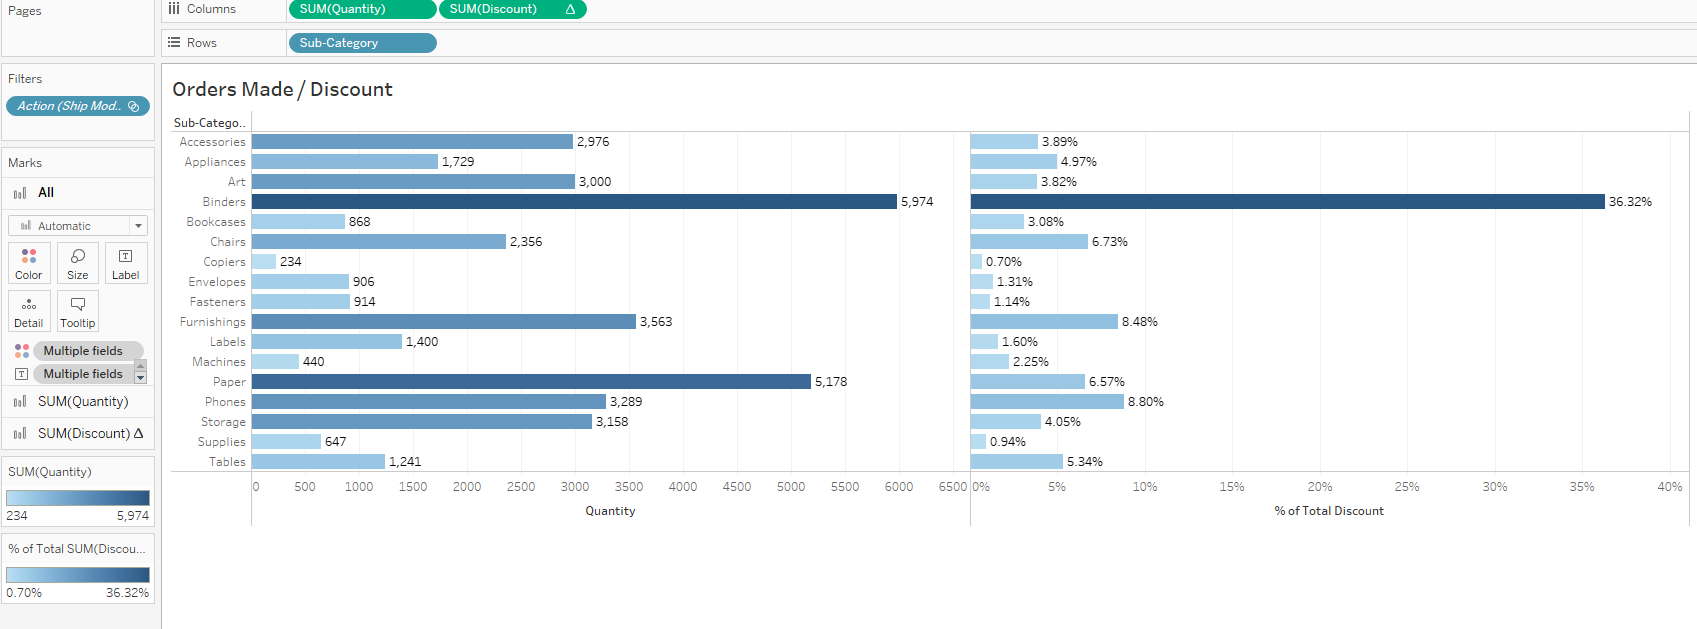 Pages
Columns
SUM(Quantity)
SUM(Discount) Δ
Rows
Sub-Category
Filters
Action (Ship Mod..
Marks
All
Automatic
Color
Size
Label
Detail
Tooltip
Multiple fields
Multiple fields
SUM(Quantity)
SUM(Discount) Δ
SUM(Quantity)
234 5,974
% of Total SUM(Discou...
0.70% 36.32%
Orders Made / Discount
Sub-Catego..
Accessories 2,976 3.89%
Appliances 1,729 4.97%
Art 3,000 3.82%
Binders 5,974 36.32%
Bookcases 868 3.08%
Chairs 2,356 6.73%
Copiers 234 0.70%
Envelopes 906 1.31%
Fasteners 914 1.14%
Furnishings 3,563 8.48%
Labels 1,400 1.60%
Machines 440 2.25%
Paper 5,178 6.57%
Phones 3,289 8.80%
Storage 3,158 4.05%
Supplies 647 0.94%
Tables 1,241 5.34%
0 500 1000 1500 2000 2500 3000 3500 4000 4500 5000 5500 6000 6500 0% 5% 10% 15% 20% 25% 30% 35% 40%
Quantity % of Total Discount